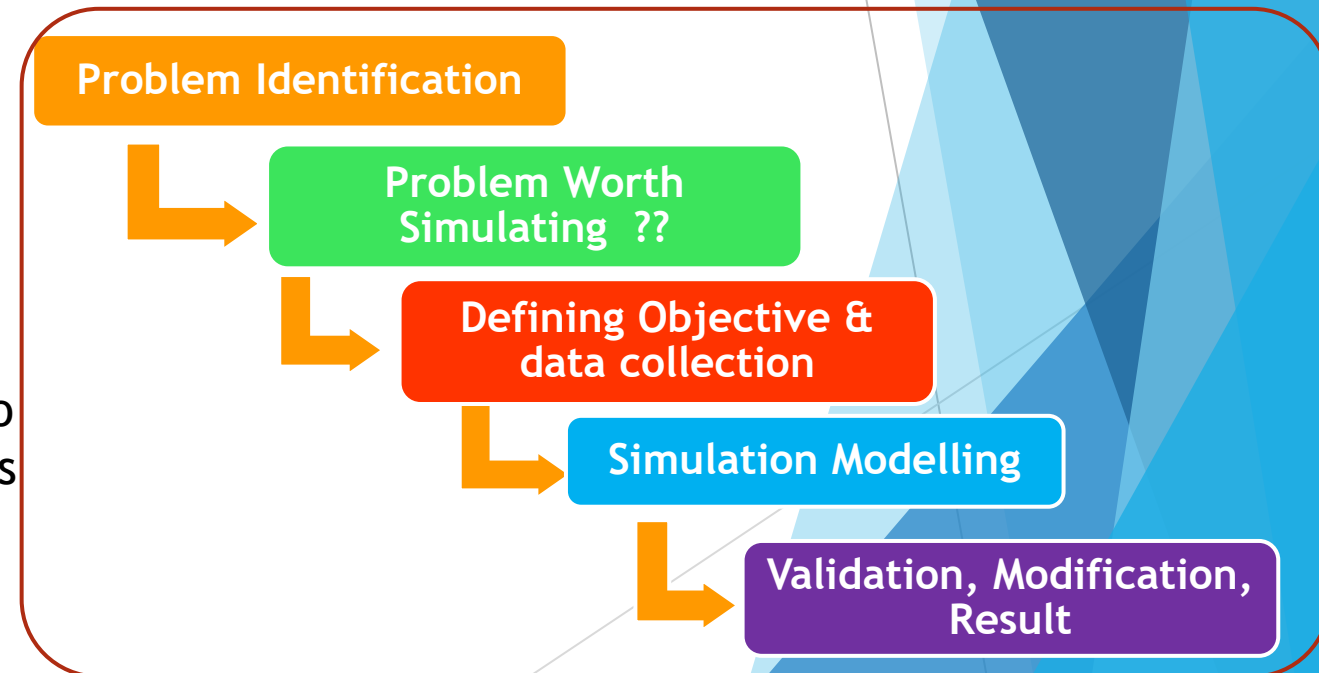 Problem Identification
Problem Worth
Simulating ??
Defining Objective &
data collection
Simulation Modelling
Validation, Modification,
Result